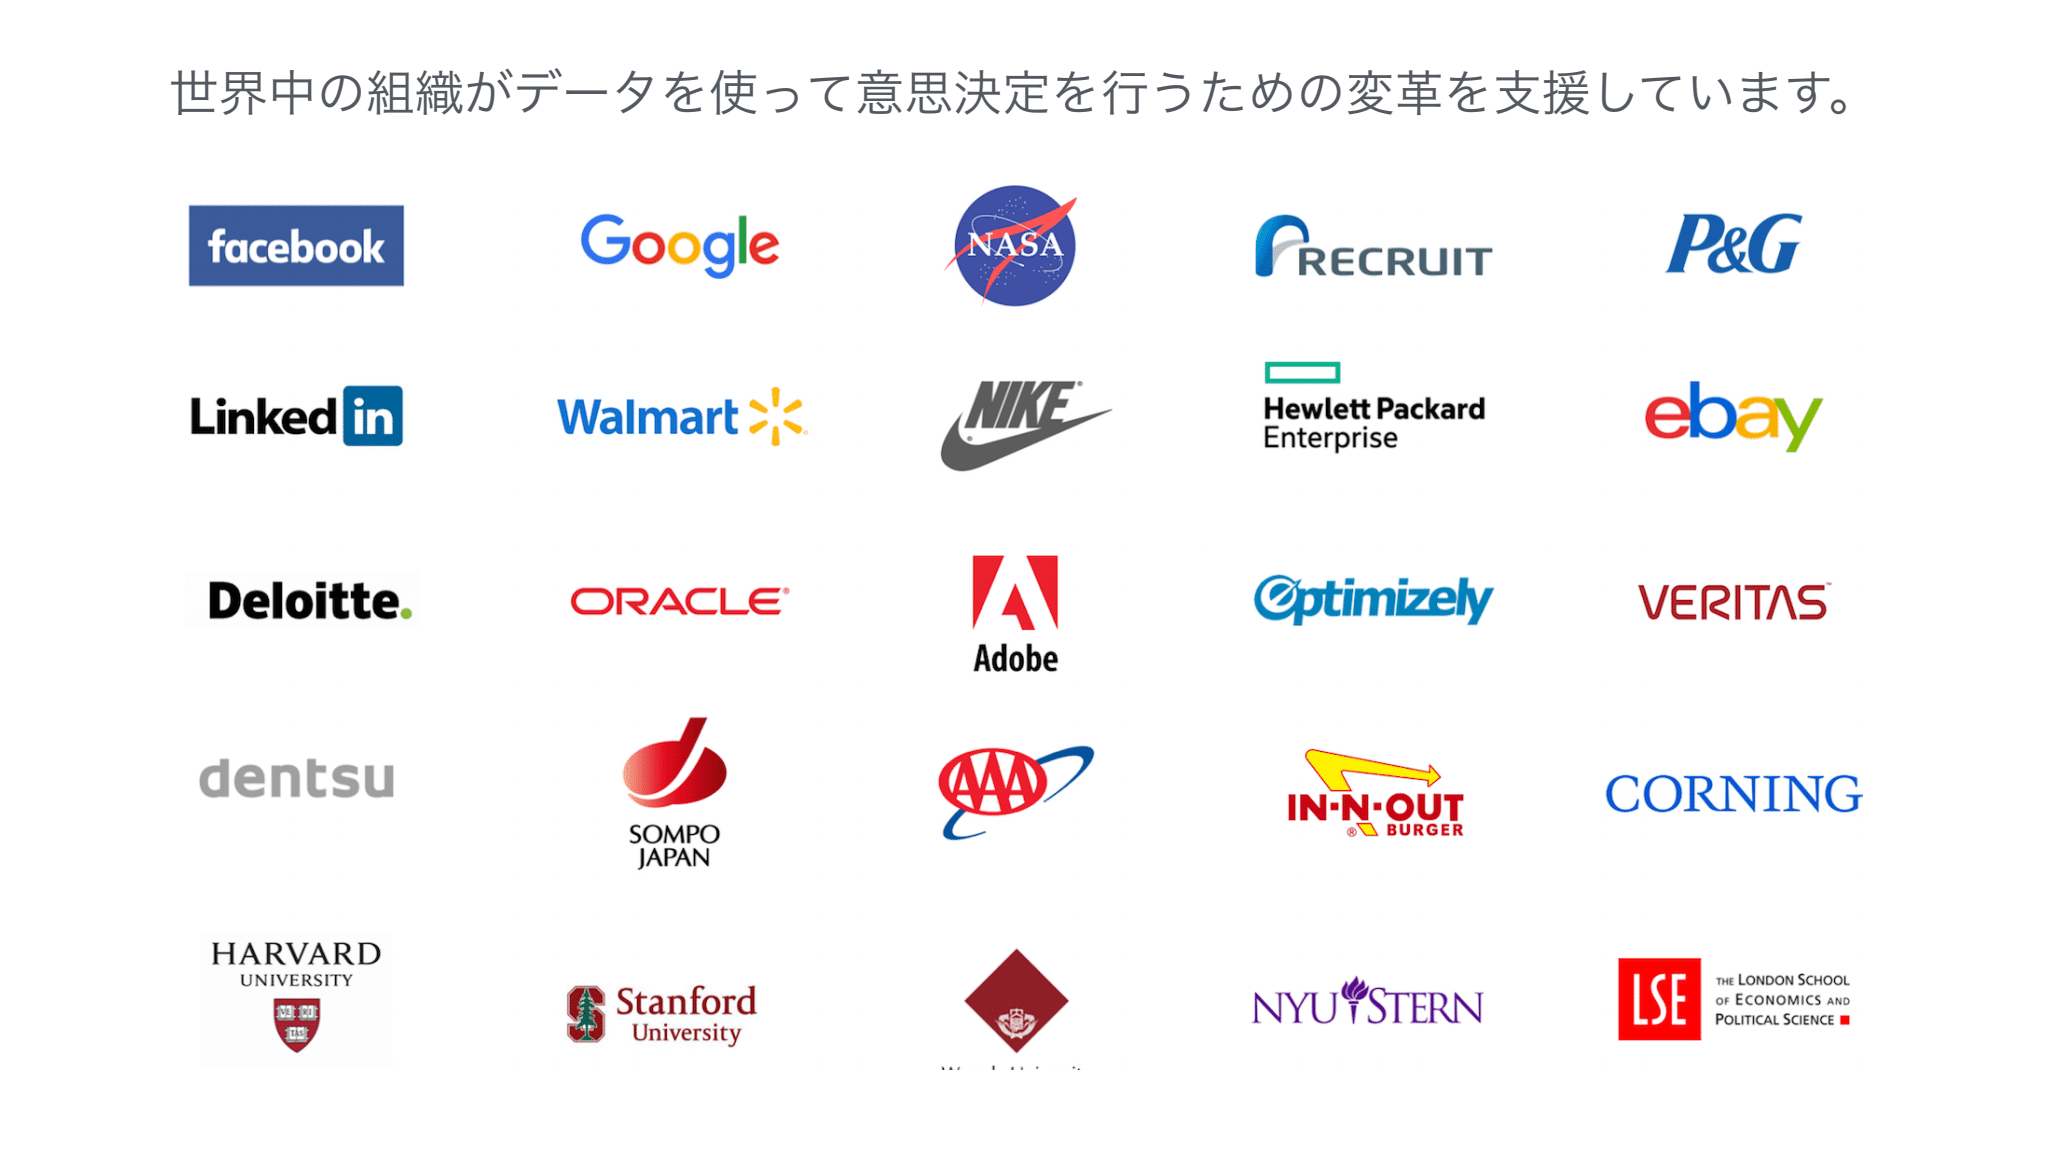 世界中の組織がデータを使って意思決定を行うための変革を支援しています。
facebook
Google
NASA
RECRUIT
P&G
Linked in
Walmart
NIKE
Hewlett Packard
Enterprise
ebay
Deloitte.
ORACLE®
Adobe
Optimizely
VERITAS™
dentsu
SOMPO
JAPAN
AAA
IN-N-OUT
® BURGER
CORNING
HARVARD
UNIVERSITY
VE RI
TAS
Stanford
University
S
NYU STERN
LSE
THE LONDON SCHOOL
OF ECONOMICS AND
POLITICAL SCIENCE